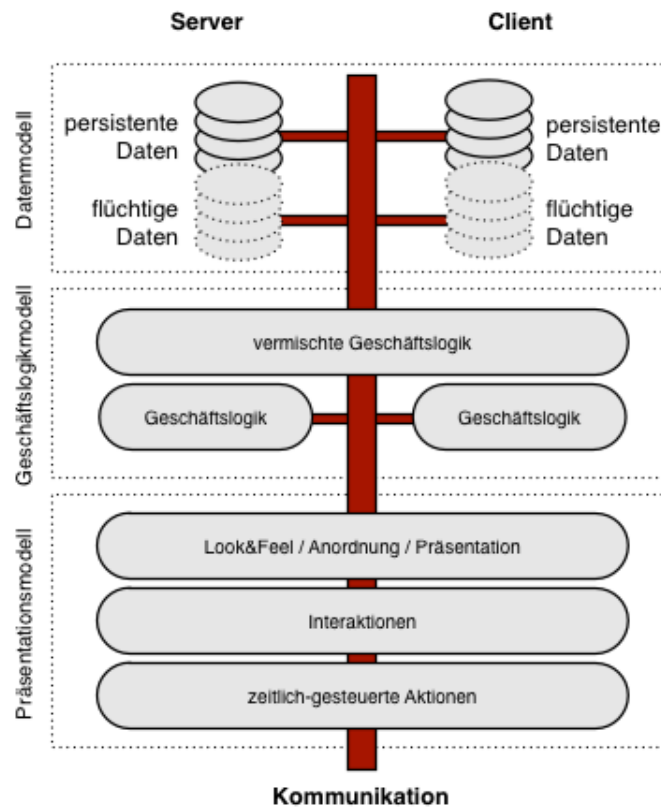 Server
Client
Datenmodell
persistente
Daten
persistente
Daten
flüchtige
Daten
flüchtige
Daten
Geschäftslogikmodell
vermischte Geschäftslogik
Geschäftslogik
Geschäftslogik
Präsentationsmodell
Look&Feel / Anordnung / Präsentation
Interaktionen
zeitlich-gesteuerte Aktionen
Kommunikation